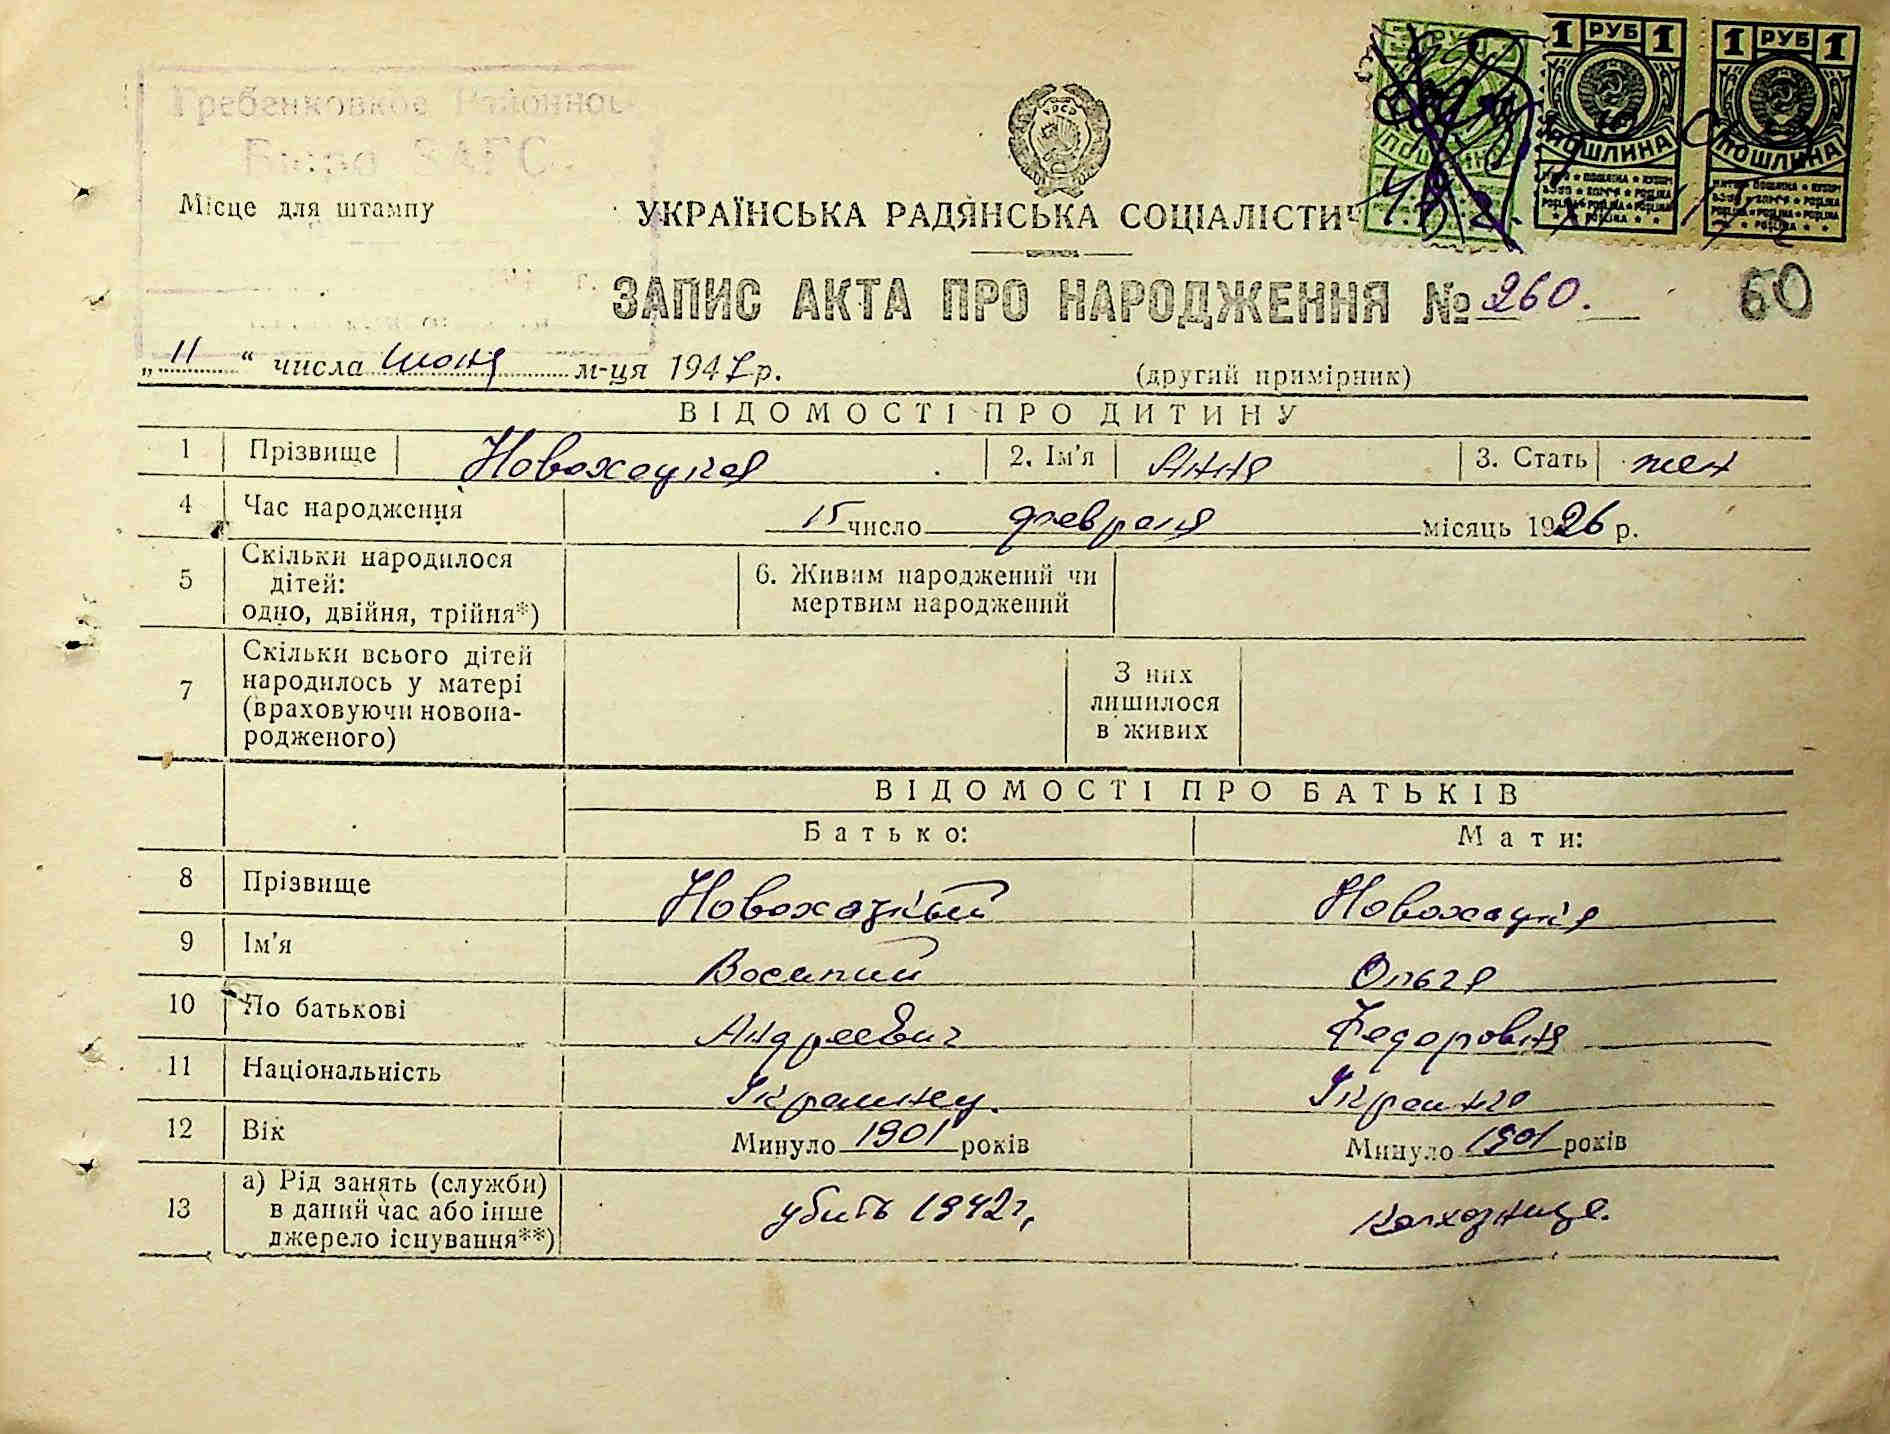 Гребенковкое Районное
Бюро ЗАГС
Місце для штампу
УКРАЇНСЬКА РАДЯНСЬКА СОЦІАЛІСТИЧ
1 РУБ 1
1 РУБ 1
ПОШЛИНА
ПОШЛИНА
ЗАПИС АКТА ПРО НАРОДЖЕННЯ № 260.
60
„11“ числа июня м-ця 1947р.
(другий примірник)
ВІДОМОСТІ ПРО ДИТИНУ
1 Прізвище Новохацкая 2. Ім'я Анна 3. Стать жен
4 Час народження 15 число февраля місяць 1926 р.
5 Скільки народилося дітей: одно, двійня, трійня*) 6. Живим народжений чи мертвим народжений
7 Скільки всього дітей народилось у матері (враховуючи новона-родженого) З них лишилося в живих
ВІДОМОСТІ ПРО БАТЬКІВ
Батько: Мати:
8 Прізвище Новохацкий Новохацкая
9 Ім'я Василий Ольга
10 По батькові Андреевич Федоровна
11 Національність Украинец. Украинка
12 Вік Минуло 1901 років Минуло 1901 років
13 а) Рід занять (служби) в даний час або інше джерело існування**) убить 1942г. колхозница.